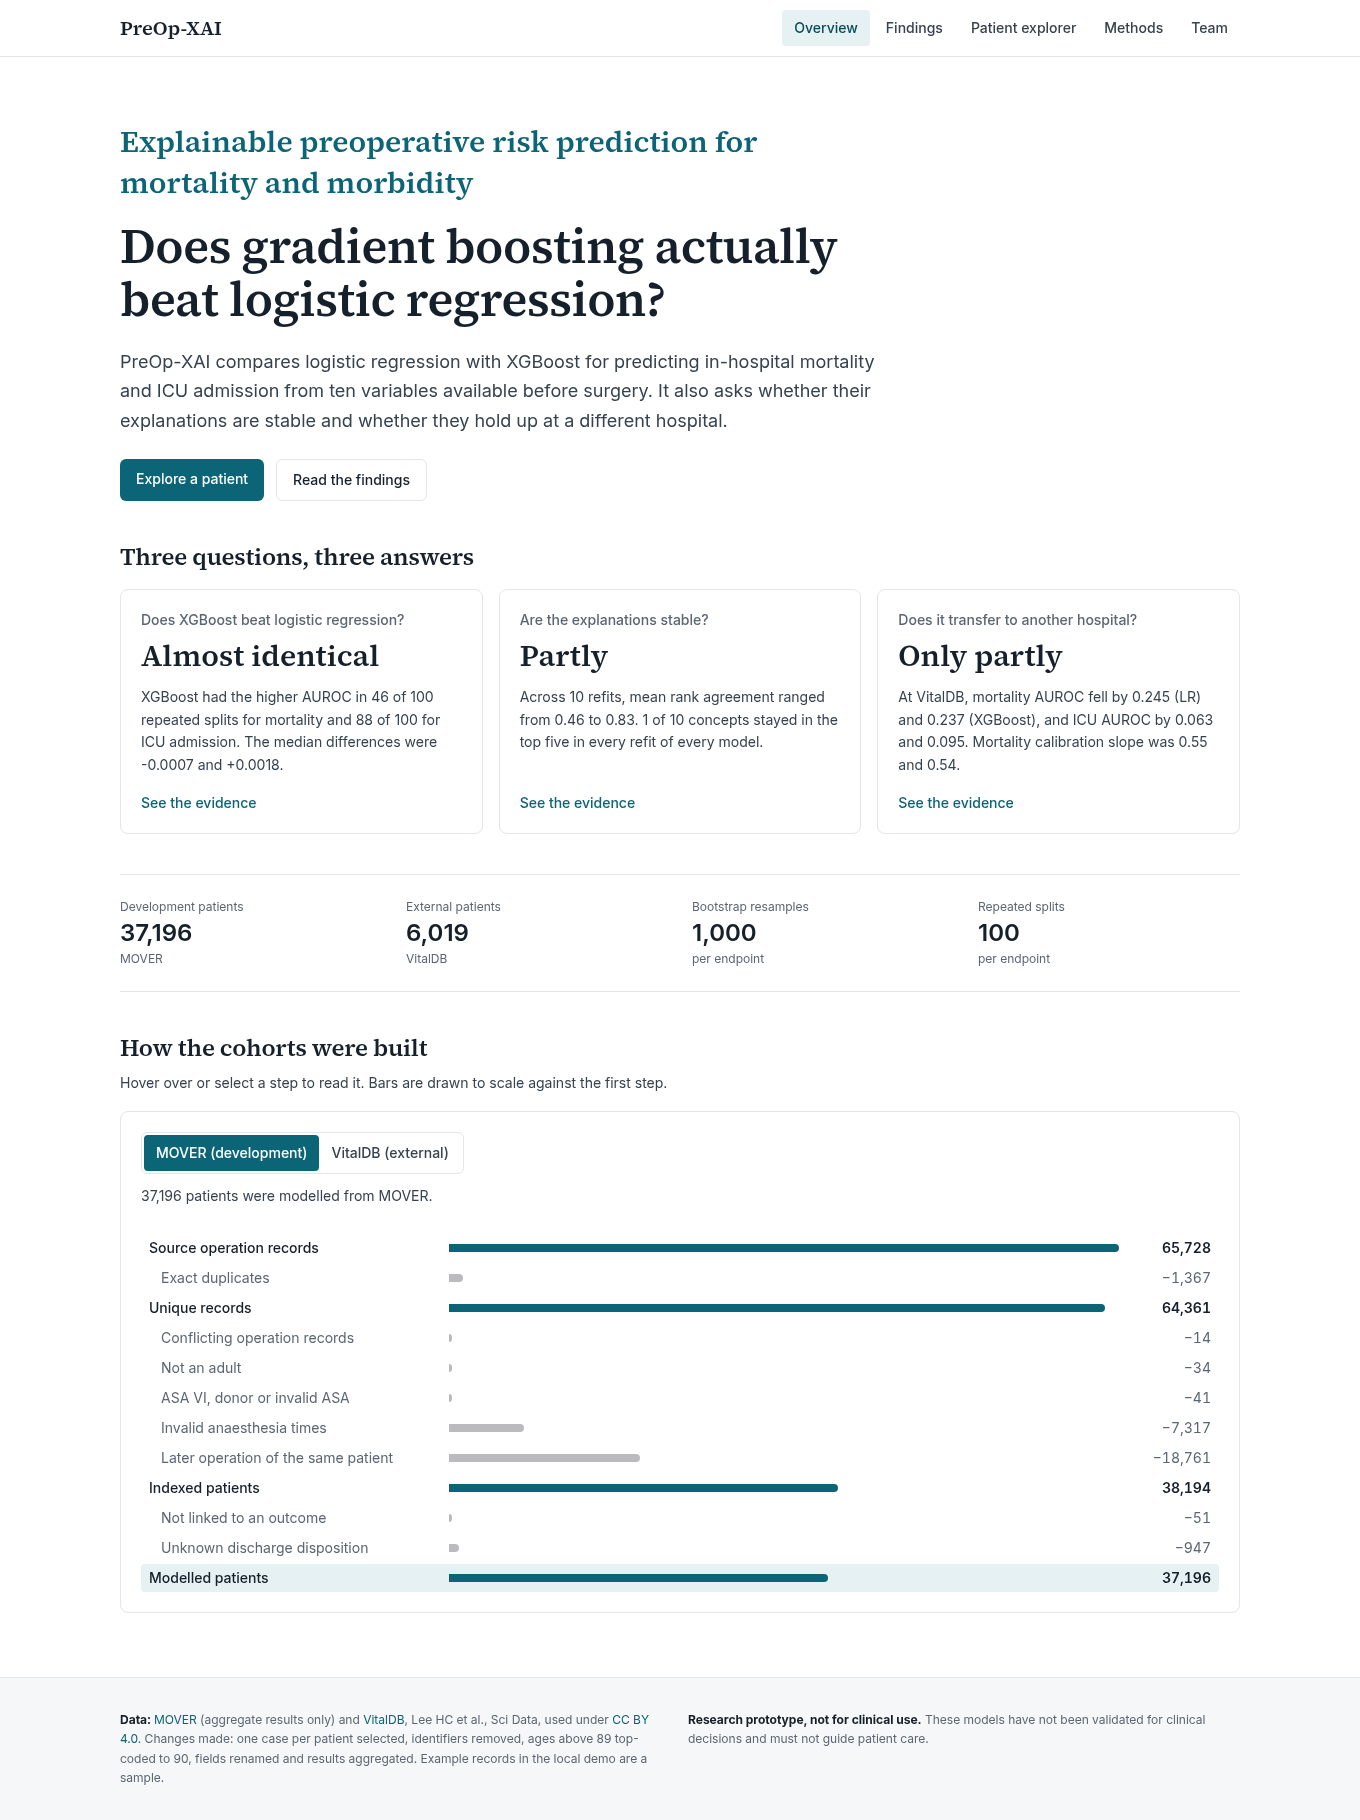 PreOp-XAI
Overview
Findings
Patient explorer
Methods
Team
Explainable preoperative risk prediction for
mortality and morbidity
Does gradient boosting actually
beat logistic regression?
PreOp-XAI compares logistic regression with XGBoost for predicting in-hospital mortality
and ICU admission from ten variables available before surgery. It also asks whether their
explanations are stable and whether they hold up at a different hospital.
Explore a patient
Read the findings
Three questions, three answers
Does XGBoost beat logistic regression?
Almost identical
XGBoost had the higher AUROC in 46 of 100
repeated splits for mortality and 88 of 100 for
ICU admission. The median differences were
-0.0007 and +0.0018.
See the evidence
Are the explanations stable?
Partly
Across 10 refits, mean rank agreement ranged
from 0.46 to 0.83. 1 of 10 concepts stayed in the
top five in every refit of every model.
See the evidence
Does it transfer to another hospital?
Only partly
At VitalDB, mortality AUROC fell by 0.245 (LR)
and 0.237 (XGBoost), and ICU AUROC by 0.063
and 0.095. Mortality calibration slope was 0.55
and 0.54.
See the evidence
Development patients
37,196
MOVER
External patients
6,019
VitalDB
Bootstrap resamples
1,000
per endpoint
Repeated splits
100
per endpoint
How the cohorts were built
Hover over or select a step to read it. Bars are drawn to scale against the first step.
MOVER (development)
VitalDB (external)
37,196 patients were modelled from MOVER.
Source operation records 65,728
Exact duplicates −1,367
Unique records 64,361
Conflicting operation records −14
Not an adult −34
ASA VI, donor or invalid ASA −41
Invalid anaesthesia times −7,317
Later operation of the same patient −18,761
Indexed patients 38,194
Not linked to an outcome −51
Unknown discharge disposition −947
Modelled patients 37,196
Data: MOVER (aggregate results only) and VitalDB, Lee HC et al., Sci Data, used under CC BY
4.0. Changes made: one case per patient selected, identifiers removed, ages above 89 top-
coded to 90, fields renamed and results aggregated. Example records in the local demo are a
sample.
Research prototype, not for clinical use. These models have not been validated for clinical
decisions and must not guide patient care.